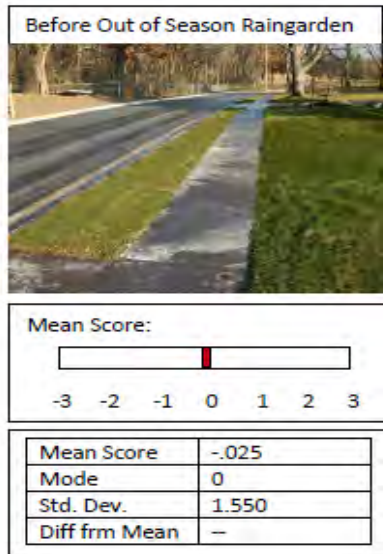 Before Out of Season Raingarden
Mean Score:
-3 -2 -1 0 1 2 3
Mean Score -.025
Mode 0
Std. Dev. 1.550
Diff frm Mean --